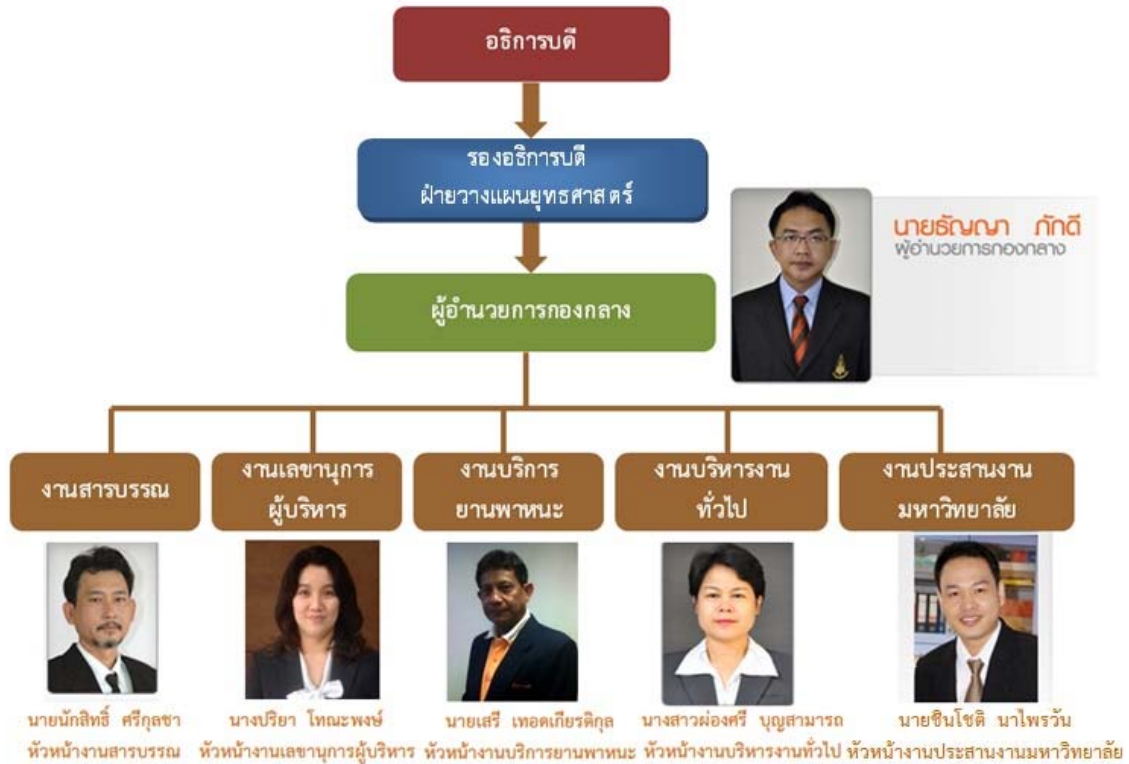 อธิการบดี
รองอธิการบดี
ฝ่ายวางแผนยุทธศาสตร์
นายธัญญา ภักดี
ผู้อำนวยการกองกลาง
ผู้อำนวยการกองกลาง
งานสารบรรณ
งานเลขานุการ
ผู้บริหาร
งานบริการ
ยานพาหนะ
งานบริหารงาน
ทั่วไป
งานประสานงาน
มหาวิทยาลัย
นายนักสิทธิ์ ศรีกุลชา
หัวหน้างานสารบรรณ
นางปริยา โทณะพงษ์
หัวหน้างานเลขานุการผู้บริหาร
นายเสรี เทอดเกียรติกุล
หัวหน้างานบริการยานพาหนะ
นางสาวผ่องศรี บุญสามารถ
หัวหน้างานบริหารงานทั่วไป
นายชินโชติ นาไพรวัน
หัวหน้างานประสานงานมหาวิทยาลัย